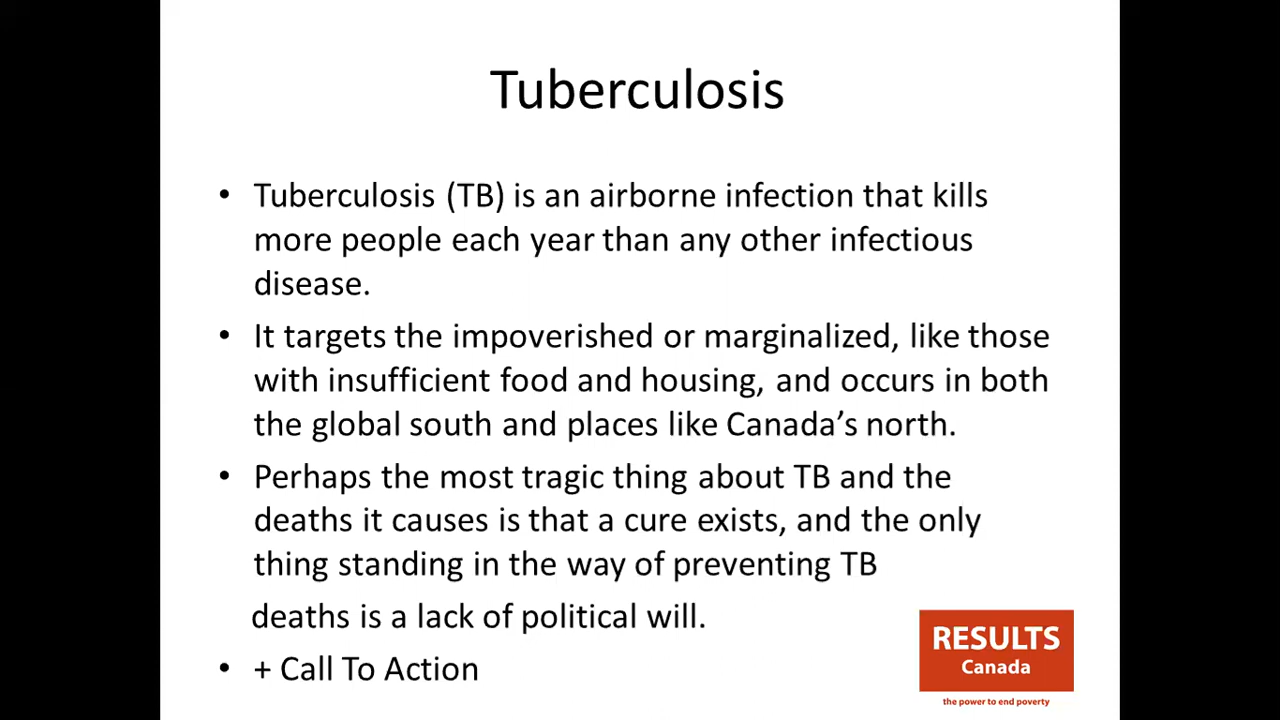 Tuberculosis
• Tuberculosis (TB) is an airborne infection that kills
more people each year than any other infectious
disease.
• It targets the impoverished or marginalized, like those
with insufficient food and housing, and occurs in both
the global south and places like Canada’s north.
• Perhaps the most tragic thing about TB and the
deaths it causes is that a cure exists, and the only
thing standing in the way of preventing TB
deaths is a lack of political will.
• + Call To Action
RESULTS
Canada
the power to end poverty